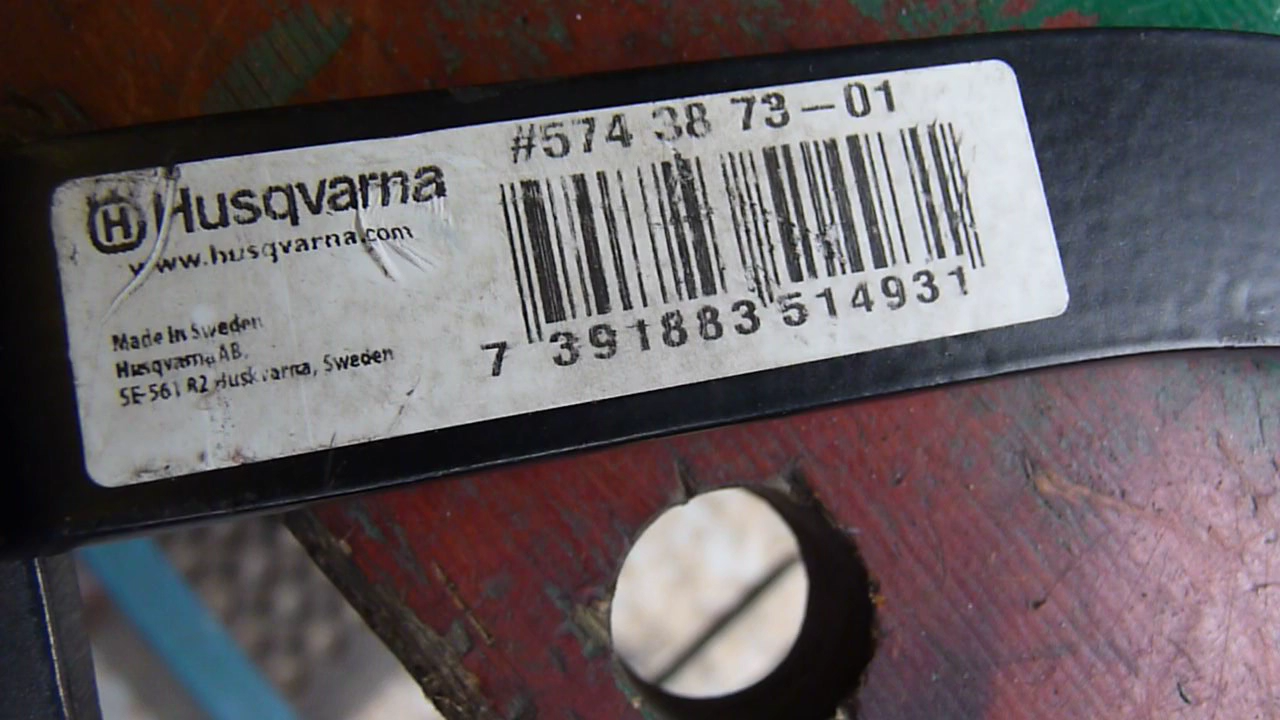 #574 38 73-01
H Husqvarna
www.husqvarna.com
7 391883 514931
Made in Sweden
Husqvarna AB,
SE-561 82 Huskvarna, Sweden